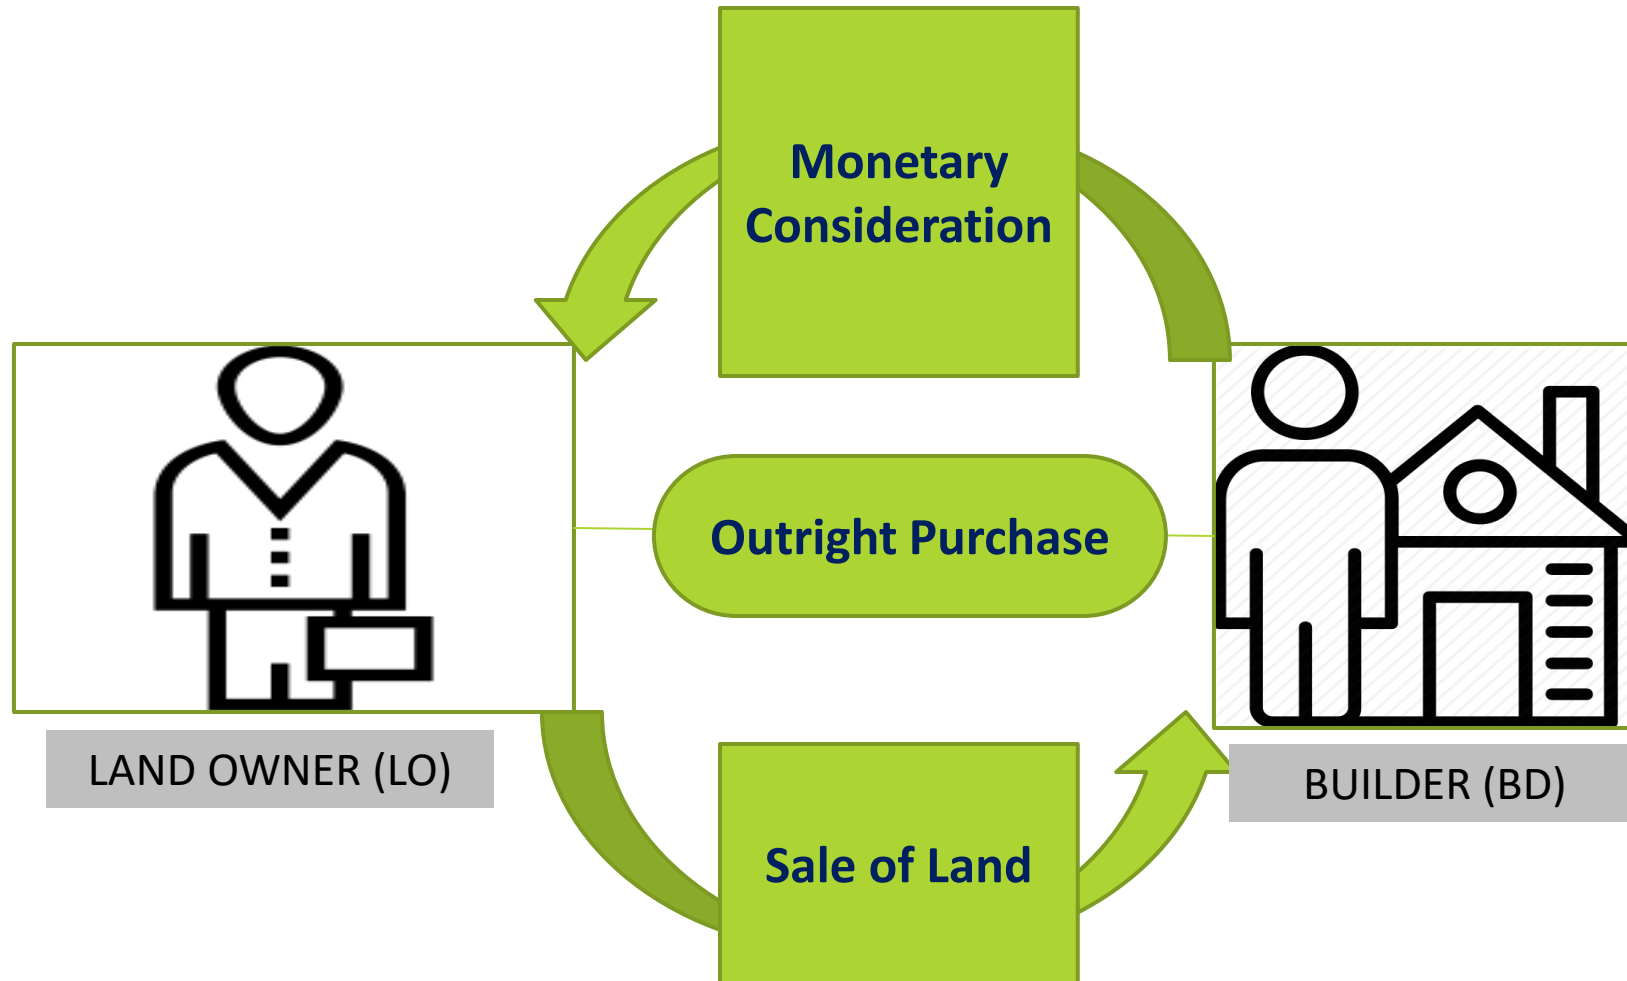 Monetary
Consideration
Outright Purchase
LAND OWNER (LO)
BUILDER (BD)
Sale of Land